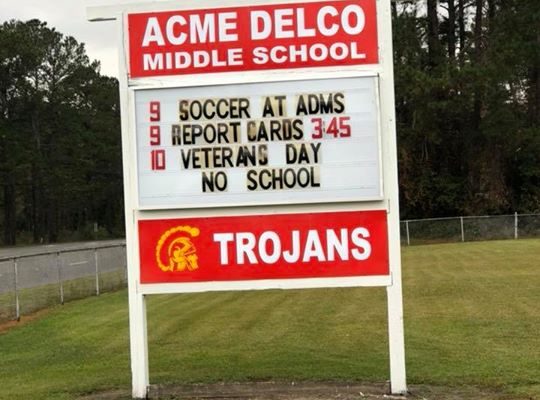 ACME DELCO
MIDDLE SCHOOL
9 SOCCER AT ADMS
9 REPORT CARDS 3:45
10 VETERANS DAY
NO SCHOOL
TROJANS